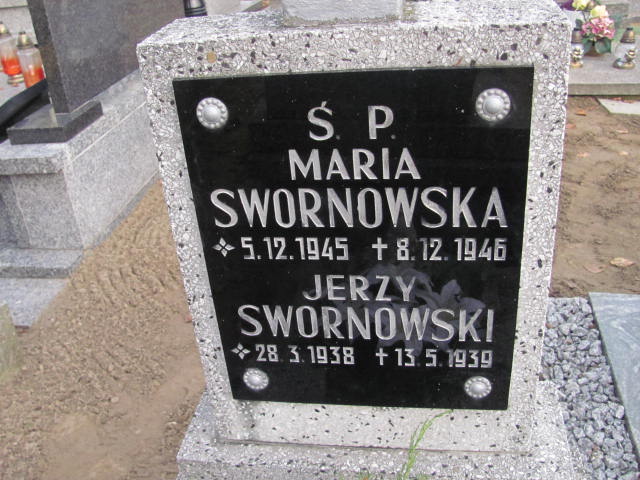 Ś. P.
MARIA
SWORNOWSKA
5.12.1945 † 8.12.1946
JERZY
SWORNOWSKI
28.3.1938 † 13.5.1939